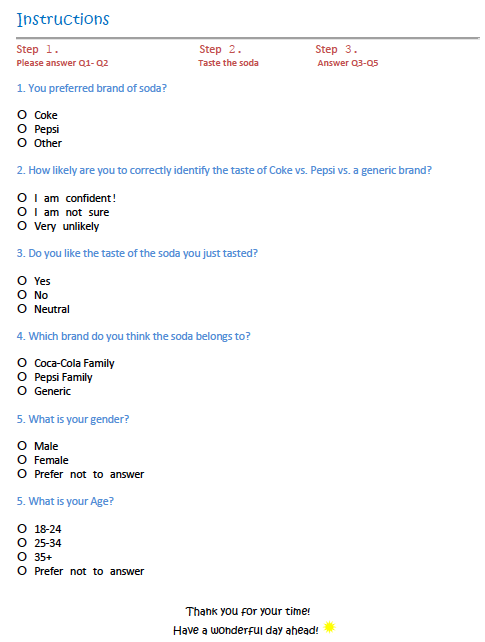 Instructions
Step 1. Step 2. Step 3.
Please answer Q1- Q2 Taste the soda Answer Q3-Q5
1. You preferred brand of soda?
O Coke
O Pepsi
O Other
2. How likely are you to correctly identify the taste of Coke vs. Pepsi vs. a generic brand?
O I am confident!
O I am not sure
O Very unlikely
3. Do you like the taste of the soda you just tasted?
O Yes
O No
O Neutral
4. Which brand do you think the soda belongs to?
O Coca-Cola Family
O Pepsi Family
O Generic
5. What is your gender?
O Male
O Female
O Prefer not to answer
5. What is your Age?
O 18-24
O 25-34
O 35+
O Prefer not to answer
Thank you for your time!
Have a wonderful day ahead!